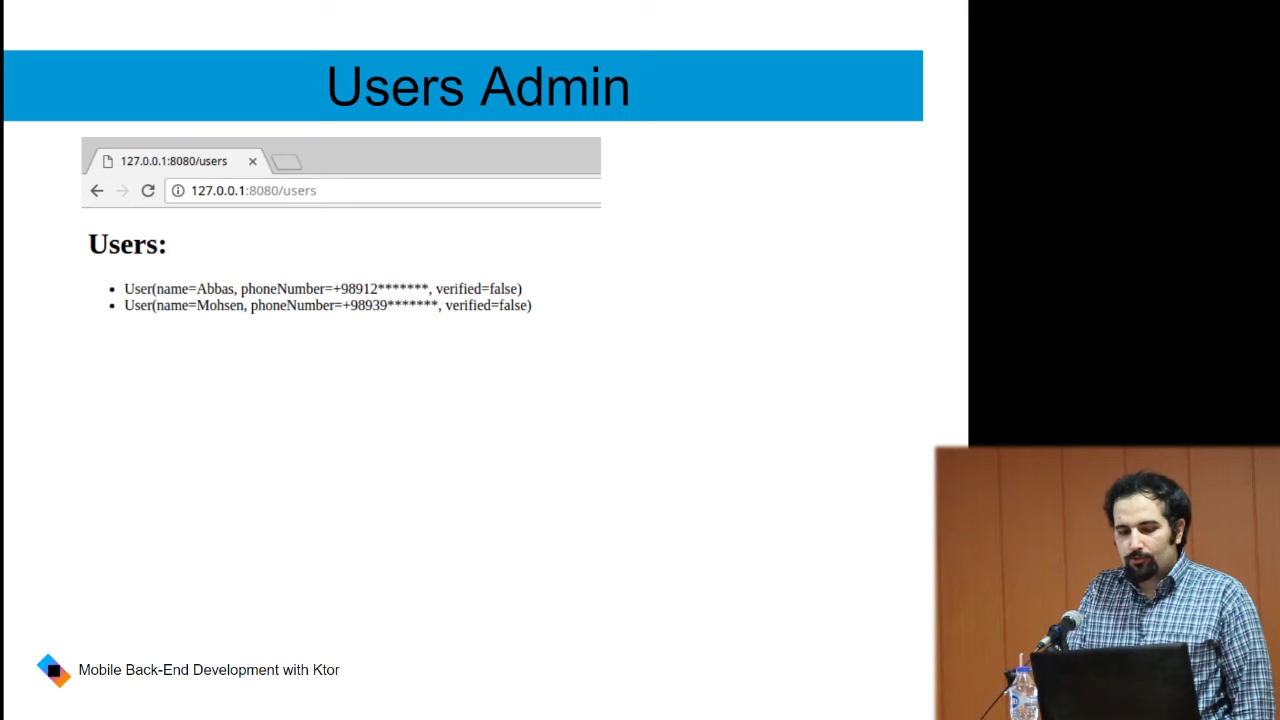 Users Admin
127.0.0.1:8080/users
127.0.0.1:8080/users
Users:
User(name=Abbas, phoneNumber=+98912*******, verified=false)
User(name=Mohsen, phoneNumber=+98939*******, verified=false)
Mobile Back-End Development with Ktor